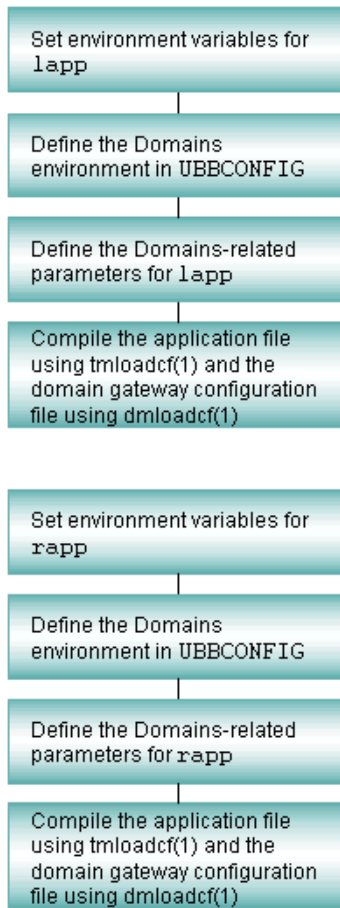 Set environment variables for
lapp
Define the Domains
environment in UBBCONFIG
Define the Domains-related
parameters for lapp
Compile the application file
using tmloadcf(1) and the
domain gateway configuration
file using dmloadcf(1)
Set environment variables for
rapp
Define the Domains
environment in UBBCONFIG
Define the Domains-related
parameters for rapp
Compile the application file
using tmloadcf(1) and the
domain gateway configuration
file using dmloadcf(1)